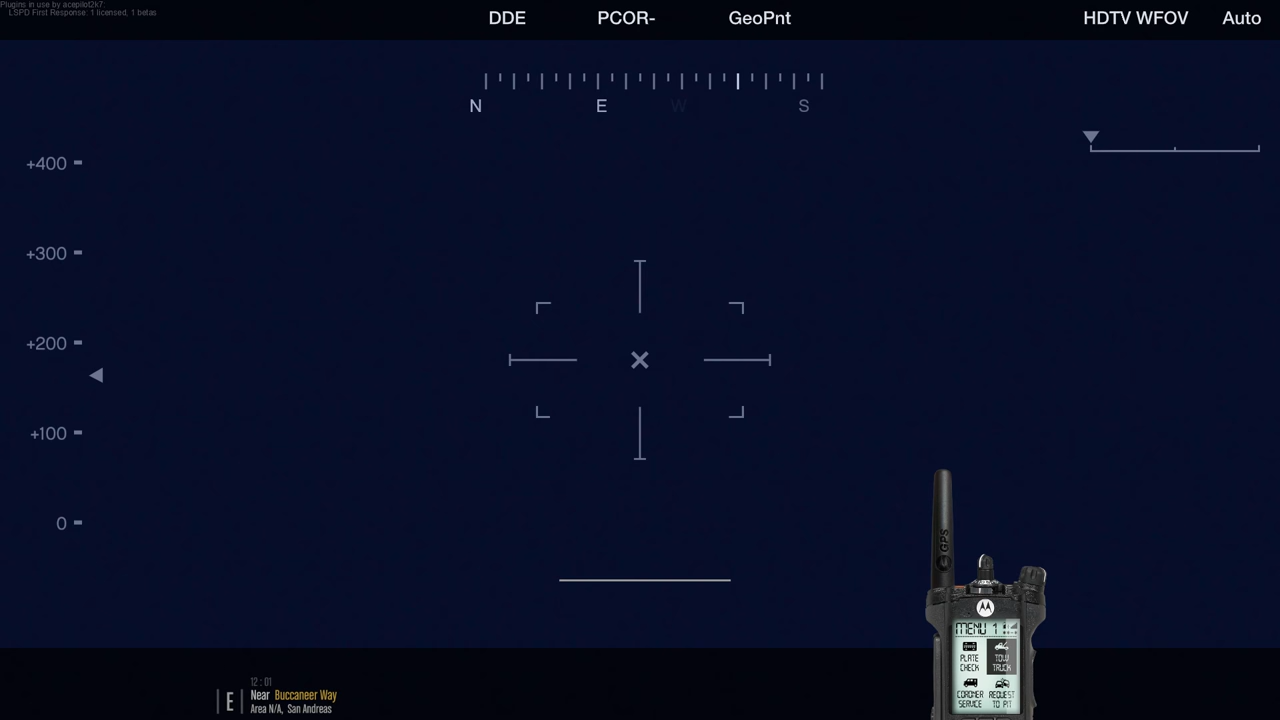 Plugins in use by acepilot2k7:
LSPD First Response: 1 licensed, 1 betas
DDE PCOR- GeoPnt HDTV WFOV Auto
N E W S
+400
+300
+200
+100
0
GPS
MENU 1
PLATE CHECK
TOW TRUCK
CORONER SERVICE
REQUEST TO PIT
12:01
E
Near Buccaneer Way
Area N/A, San Andreas